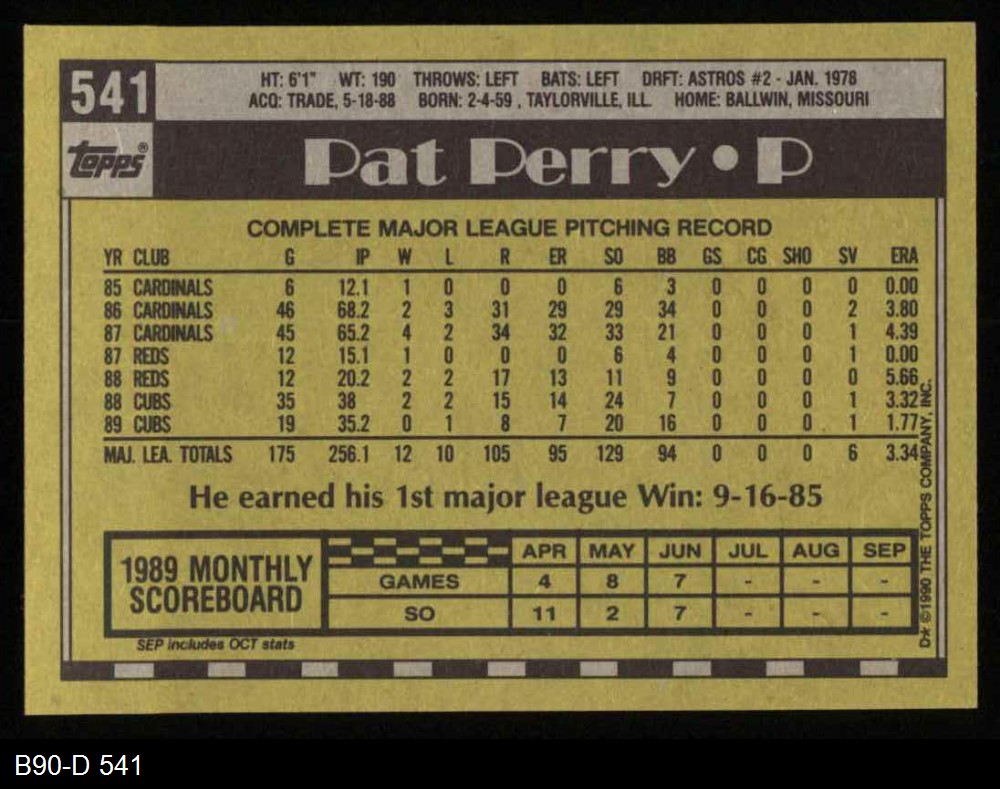 541
HT: 6'1" WT: 190 THROWS: LEFT BATS: LEFT DRFT: ASTROS #2 - JAN. 1978
ACQ: TRADE, 5-18-88 BORN: 2-4-59 , TAYLORVILLE, ILL. HOME: BALLWIN, MISSOURI
topps®
Pat Perry • P
COMPLETE MAJOR LEAGUE PITCHING RECORD
YR CLUB G IP W L R ER SO BB GS CG SHO SV ERA
85 CARDINALS 6 12.1 1 0 0 0 6 3 0 0 0 0 0.00
86 CARDINALS 46 68.2 2 3 31 29 29 34 0 0 0 2 3.80
87 CARDINALS 45 65.2 4 2 34 32 33 21 0 0 0 1 4.39
87 REDS 12 15.1 1 0 0 0 6 4 0 0 0 1 0.00
88 REDS 12 20.2 2 2 17 13 11 9 0 0 0 0 5.66
88 CUBS 35 38 2 2 15 14 24 7 0 0 0 1 3.32
89 CUBS 19 35.2 0 1 8 7 20 16 0 0 0 1 1.77
MAJ. LEA. TOTALS 175 256.1 12 10 105 95 129 94 0 0 0 6 3.34
He earned his 1st major league Win: 9-16-85
1989 MONTHLY
SCOREBOARD
APR MAY JUN JUL AUG SEP
GAMES 4 8 7 - - -
SO 11 2 7 - - -
SEP includes OCT stats
D* ©1990 THE TOPPS COMPANY, INC.
B90-D 541